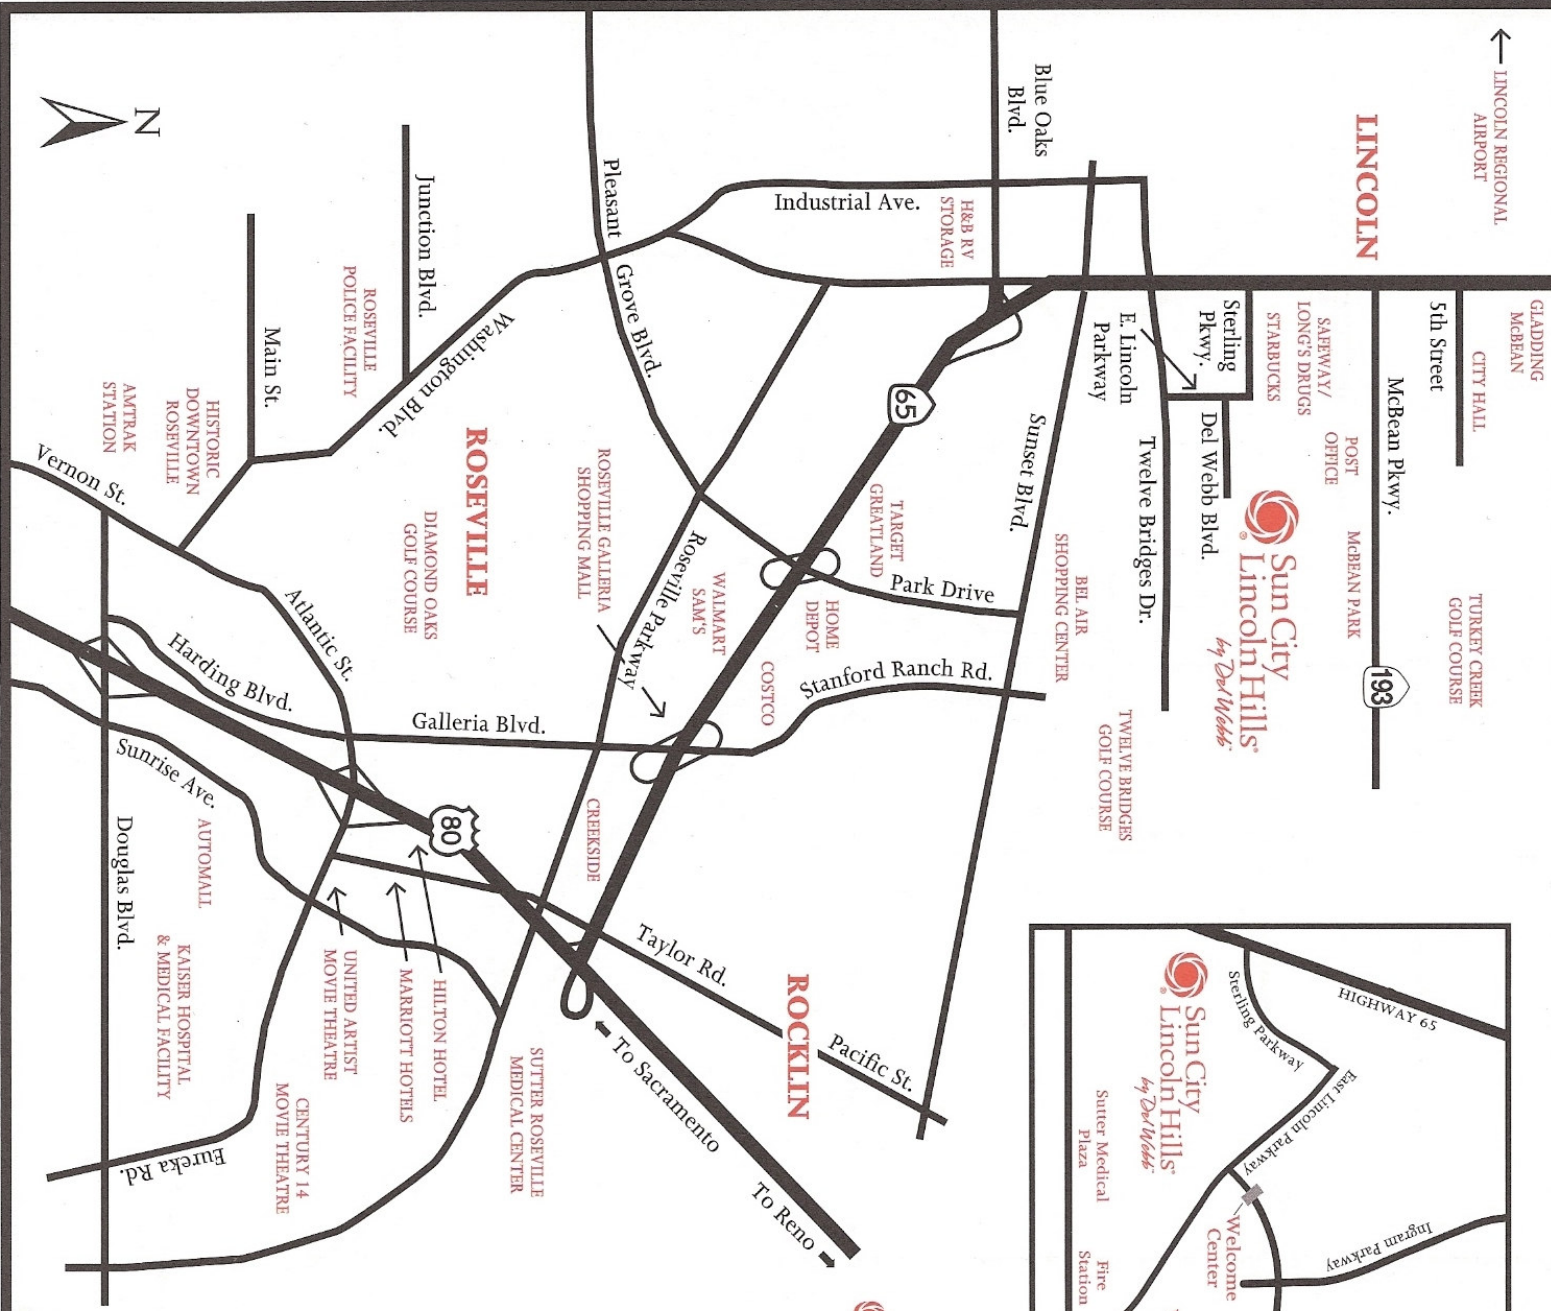 LINCOLN REGIONAL
AIRPORT
LINCOLN
GLADDING
McBEAN
CITY HALL
5th Street
McBean Pkwy.
193
TURKEY CREEK
GOLF COURSE
McBEAN PARK
POST
OFFICE
SAFEWAY/
LONG'S DRUGS
STARBUCKS
Sterling
Pkwy.
Del Webb Blvd.
Sun City
Lincoln Hills®
by Del Webb®
E. Lincoln
Parkway
Twelve Bridges Dr.
TWELVE BRIDGES
GOLF COURSE
BEL AIR
SHOPPING CENTER
Sunset Blvd.
Blue Oaks
Blvd.
H&B RV
STORAGE
Industrial Ave.
65
TARGET
GREATLAND
Park Drive
HOME
DEPOT
Stanford Ranch Rd.
COSTCO
WALMART
SAM'S
Roseville Parkway
Pleasant
Grove Blvd.
ROSEVILLE GALLERIA
SHOPPING MALL
CREEKSIDE
Washington Blvd.
Junction Blvd.
ROSEVILLE
POLICE FACILITY
Main St.
N
ROSEVILLE
DIAMOND OAKS
GOLF COURSE
HISTORIC
DOWNTOWN
ROSEVILLE
AMTRAK
STATION
Vernon St.
Atlantic St.
Harding Blvd.
Galleria Blvd.
80
Sunrise Ave.
AUTOMALL
Douglas Blvd.
KAISER HOSPITAL
& MEDICAL FACILITY
HILTON HOTEL
MARRIOTT HOTELS
UNITED ARTIST
MOVIE THEATRE
CENTURY 14
MOVIE THEATRE
Eureka Rd.
SUTTER ROSEVILLE
MEDICAL CENTER
Taylor Rd.
ROCKLIN
Pacific St.
To Sacramento
To Reno
HIGHWAY 65
Sterling Parkway
East Lincoln Parkway
Ingram Parkway
Sun City
Lincoln Hills®
by Del Webb®
Welcome
Center
Sutter Medical
Plaza
Fire
Station